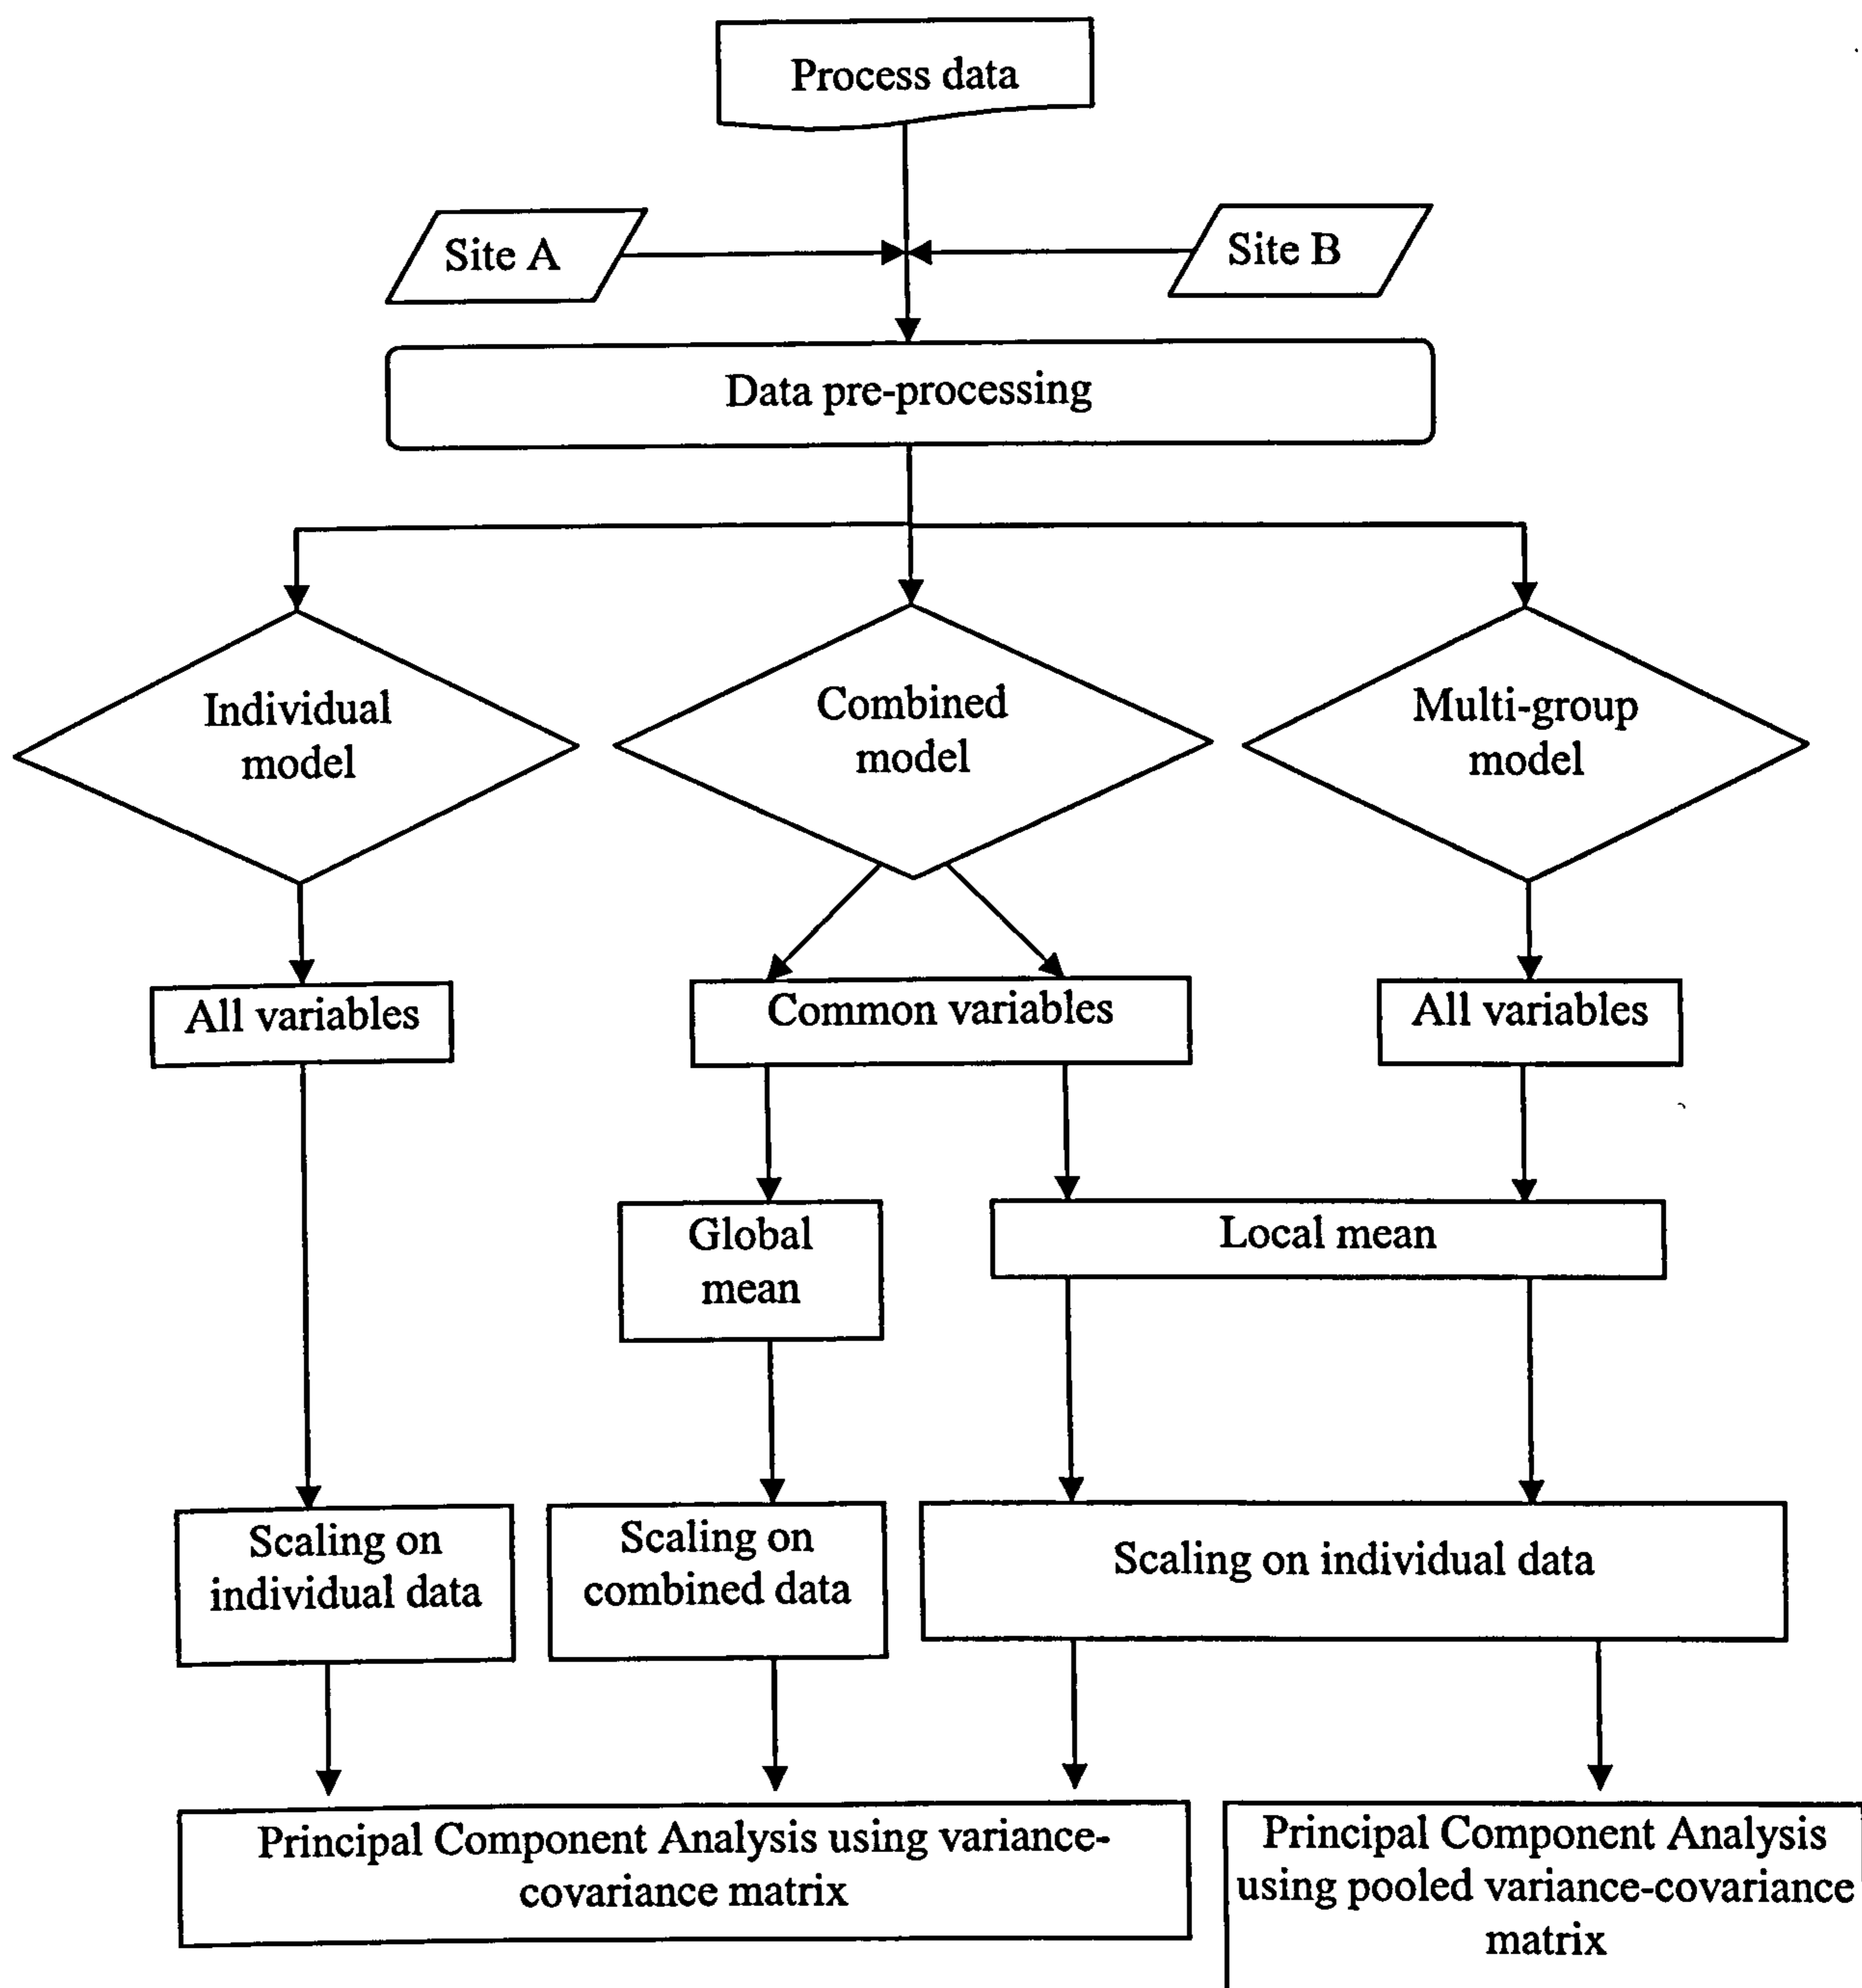 Process data
Site A
Site B
Data pre-processing
Individual
model
Combined
model
Multi-group
model
All variables
Common variables
All variables
Global
mean
Local mean
Scaling on
individual data
Scaling on
combined data
Scaling on individual data
Principal Component Analysis using variance-
covariance matrix
Principal Component Analysis
using pooled variance-covariance
matrix